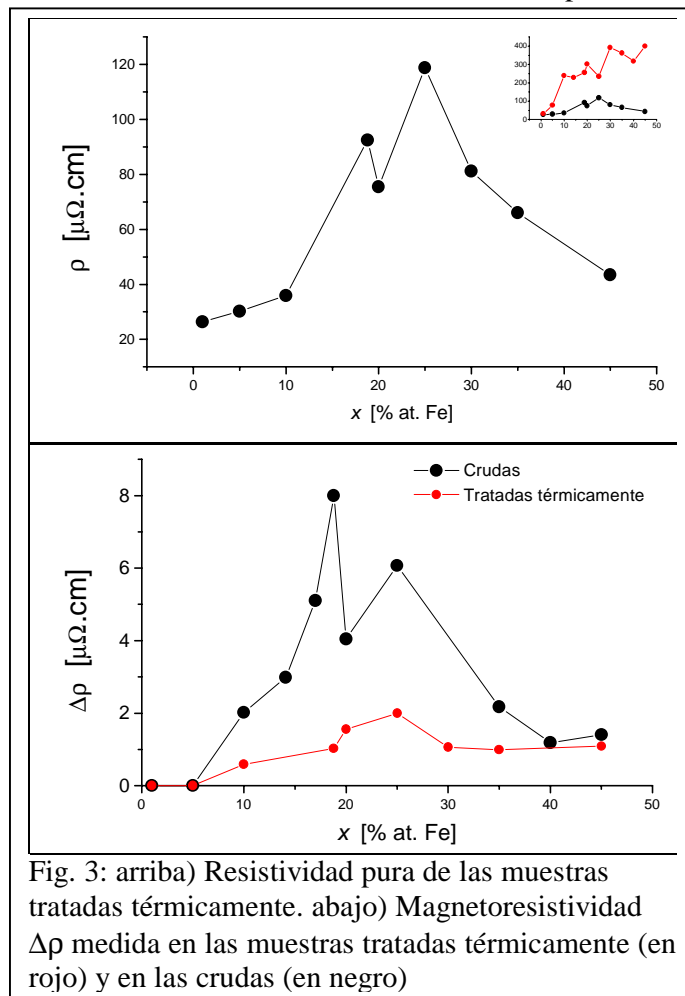 400
300
200
100
0
0 10 20 30 40 50
120
100
80
60
40
20
ρ [μΩ.cm]
0 10 20 30 40 50
x [% at. Fe]
Crudas
Tratadas térmicamente
8
6
4
2
0
Δρ [μΩ.cm]
0 10 20 30 40 50
x [% at. Fe]
Fig. 3: arriba) Resistividad pura de las muestras
tratadas térmicamente. abajo) Magnetoresistividad
Δρ medida en las muestras tratadas térmicamente (en
rojo) y en las crudas (en negro)